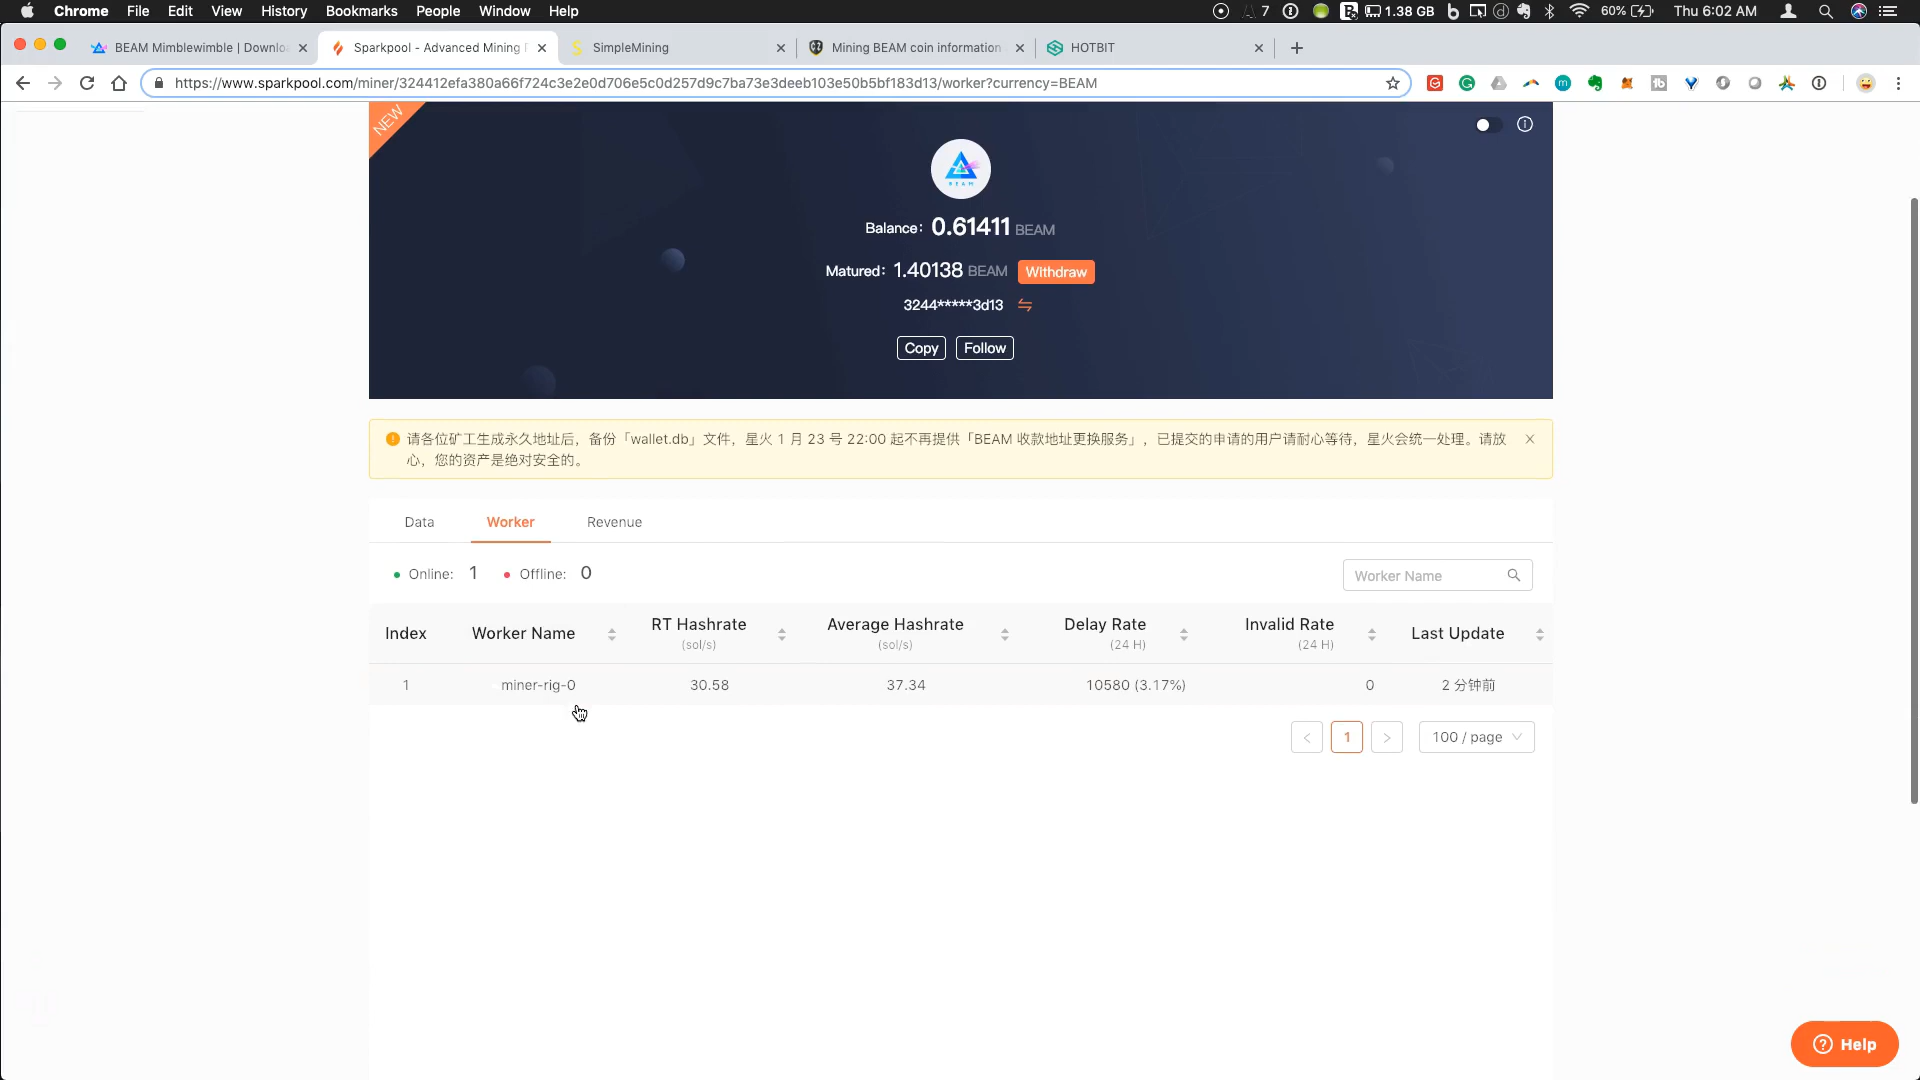 Chrome File Edit View History Bookmarks People Window Help 7 1.38 GB 60% Thu 6:02 AM
BEAM Mimblewimble | Downlo Sparkpool - Advanced Mining SimpleMining Mining BEAM coin information HOTBIT
https://www.sparkpool.com/miner/324412efa380a66f724c3e2e0d706e5c0d257d9c7ba73e3deeb103e50b5bf183d13/worker?currency=BEAM
NEW
BEAM
Balance: 0.61411 BEAM
Matured: 1.40138 BEAM Withdraw
3244*****3d13
Copy Follow
请各位矿工生成永久地址后，备份「wallet.db」文件，星火 1 月 23 号 22:00 起不再提供「BEAM 收款地址更换服务」，已提交的申请的用户请耐心等待，星火会统一处理。请放
心，您的资产是绝对安全的。
Data Worker Revenue
Online: 1 Offline: 0 Worker Name
Index Worker Name RT Hashrate (sol/s) Average Hashrate (sol/s) Delay Rate (24 H) Invalid Rate (24 H) Last Update
1 miner-rig-0 30.58 37.34 10580 (3.17%) 0 2 分钟前
< 1 > 100 / page
Help